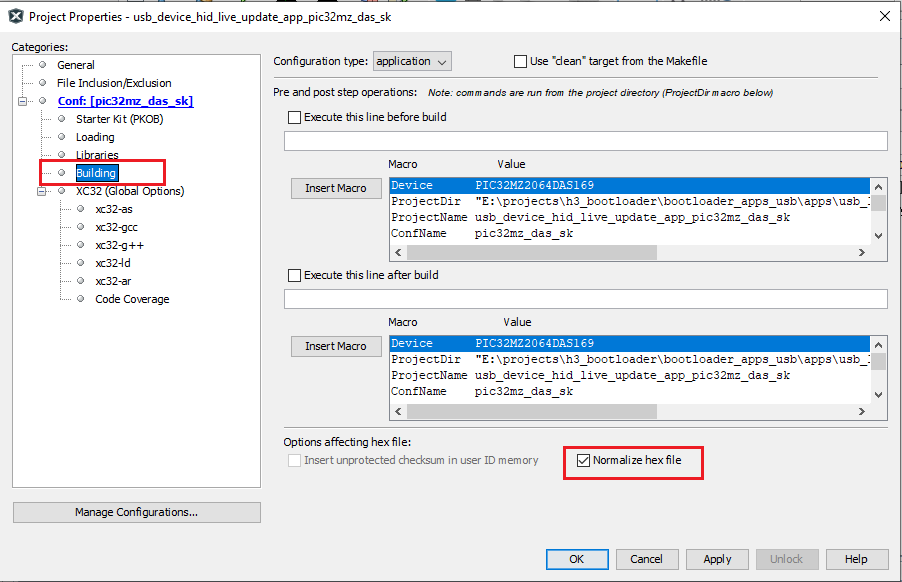 Project Properties - usb_device_hid_live_update_app_pic32mz_das_sk
Categories:
General
File Inclusion/Exclusion
Conf: [pic32mz_das_sk]
Starter Kit (PKOB)
Loading
Libraries
Building
XC32 (Global Options)
xc32-as
xc32-gcc
xc32-g++
xc32-ld
xc32-ar
Code Coverage
Manage Configurations...
Configuration type: application
Use "clean" target from the Makefile
Pre and post step operations: Note: commands are run from the project directory (ProjectDir macro below)
Execute this line before build
Macro Value
Insert Macro
Device PIC32MZ2064DAS169
ProjectDir "E:\projects\h3_bootloader\bootloader_apps_usb\apps\usb_
ProjectName usb_device_hid_live_update_app_pic32mz_das_sk
ConfName pic32mz_das_sk
Execute this line after build
Macro Value
Insert Macro
Device PIC32MZ2064DAS169
ProjectDir "E:\projects\h3_bootloader\bootloader_apps_usb\apps\usb_
ProjectName usb_device_hid_live_update_app_pic32mz_das_sk
ConfName pic32mz_das_sk
Options affecting hex file:
Insert unprotected checksum in user ID memory
Normalize hex file
OK Cancel Apply Unlock Help